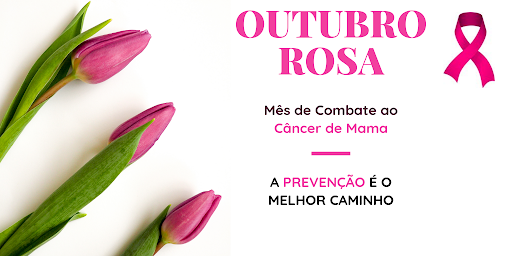 OUTUBRO
ROSA
Mês de Combate ao
Câncer de Mama
A PREVENÇÃO É O
MELHOR CAMINHO